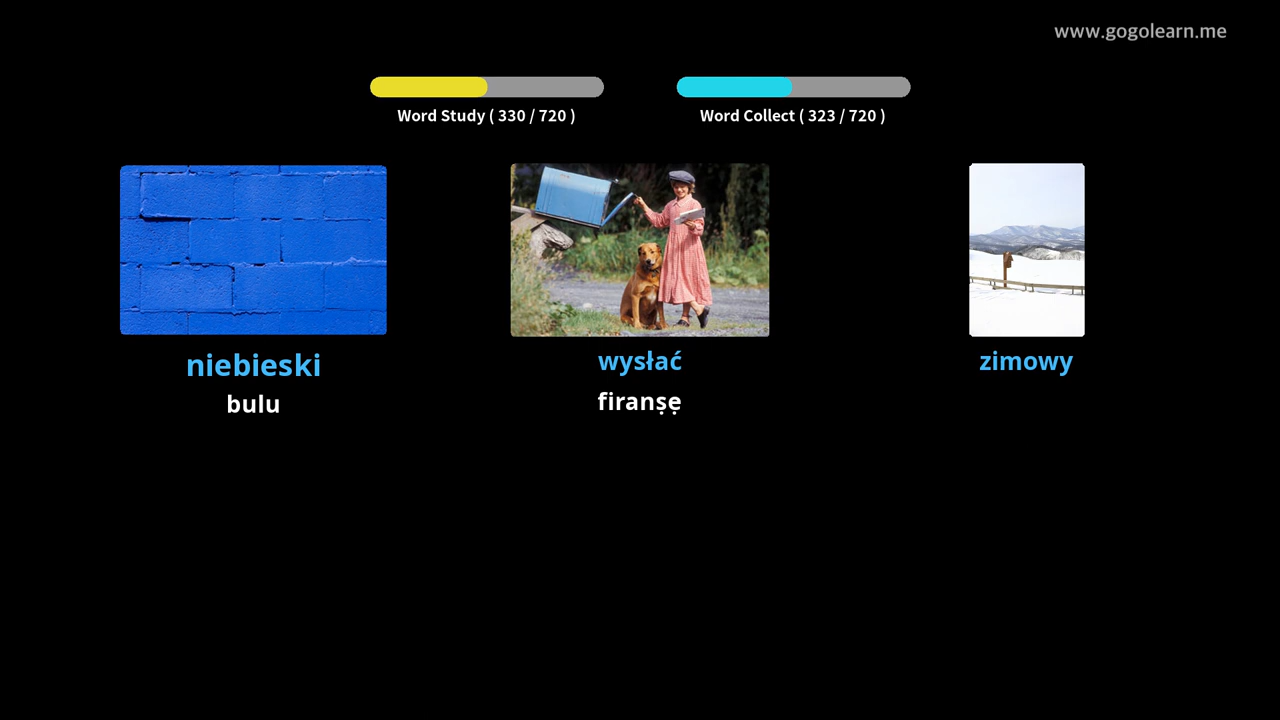 www.gogolearn.me
Word Study ( 330 / 720 )
Word Collect ( 323 / 720 )
niebieski
bulu
wysłać
firanṣẹ
zimowy